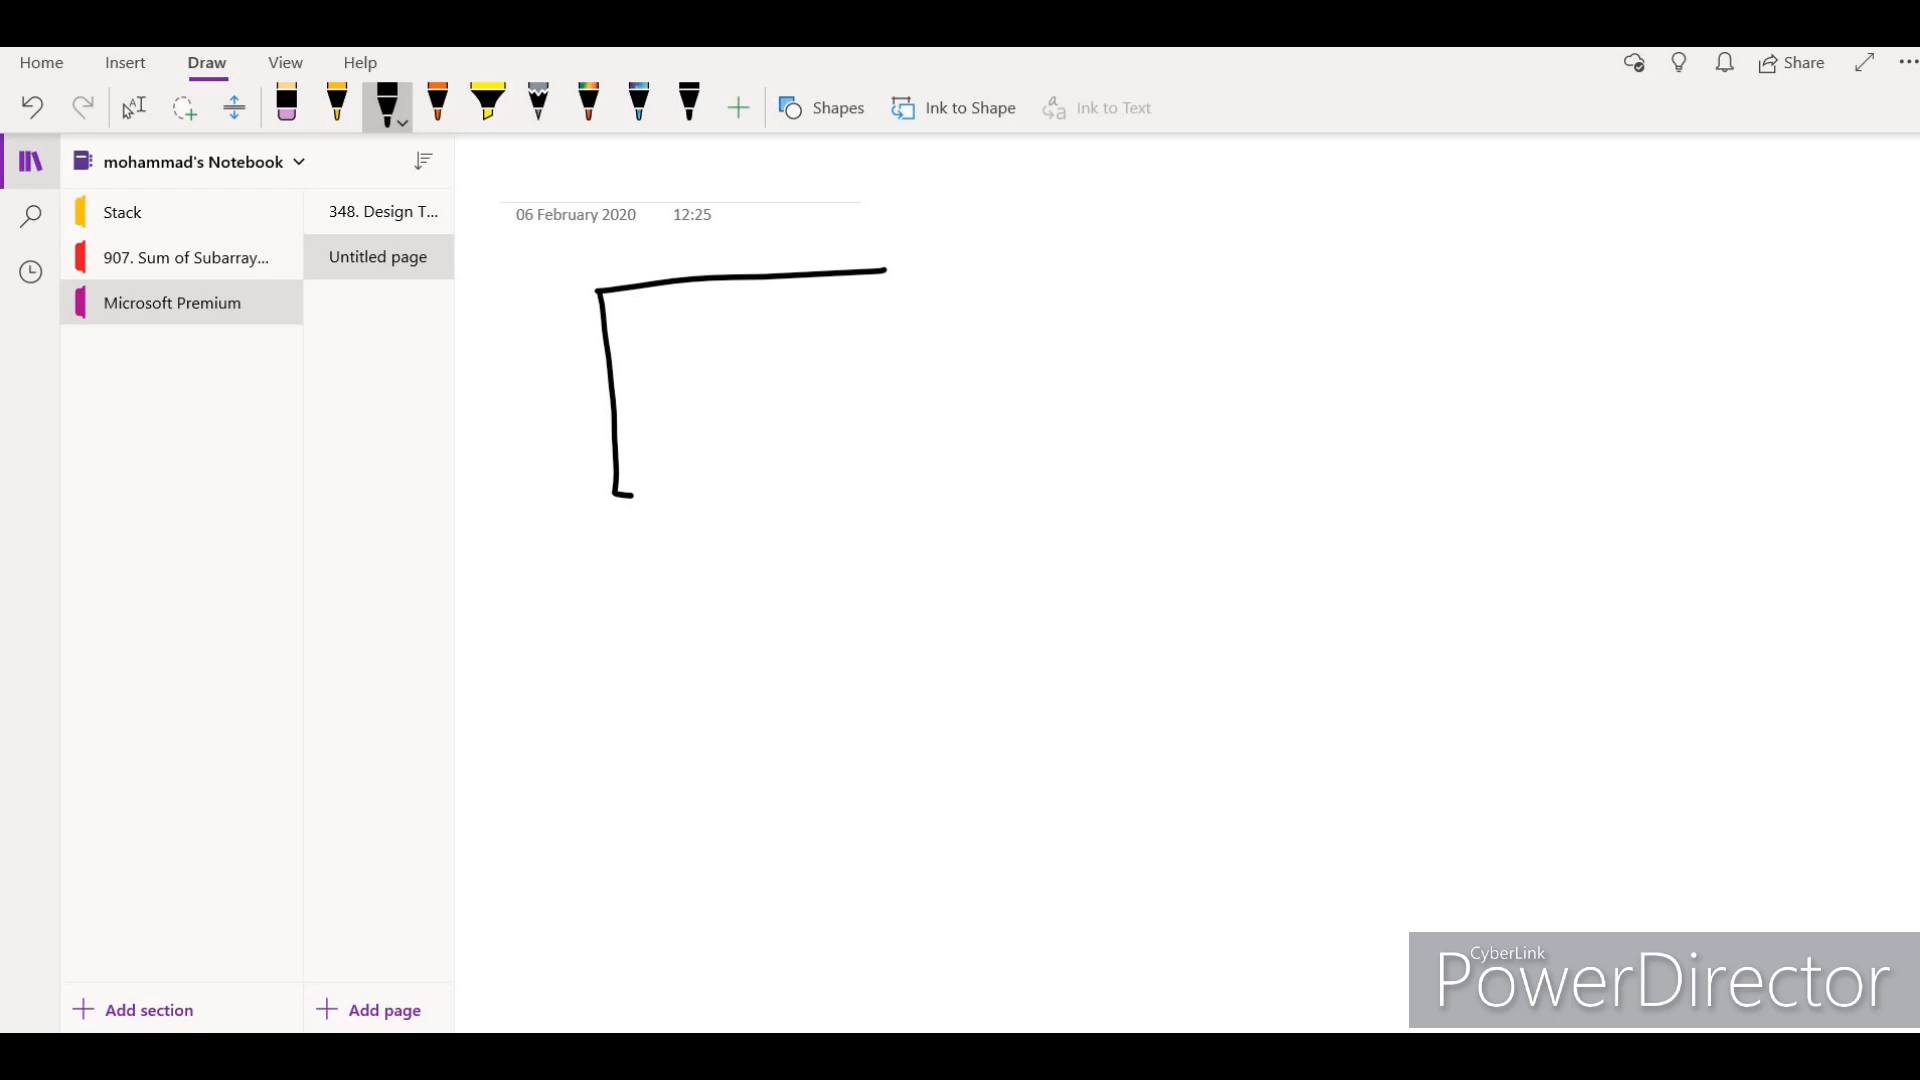 Home Insert Draw View Help
Share
Shapes Ink to Shape Ink to Text
mohammad's Notebook
Stack
907. Sum of Subarray...
Microsoft Premium
348. Design T...
Untitled page
06 February 2020 12:25
Add section
Add page
CyberLink
PowerDirector